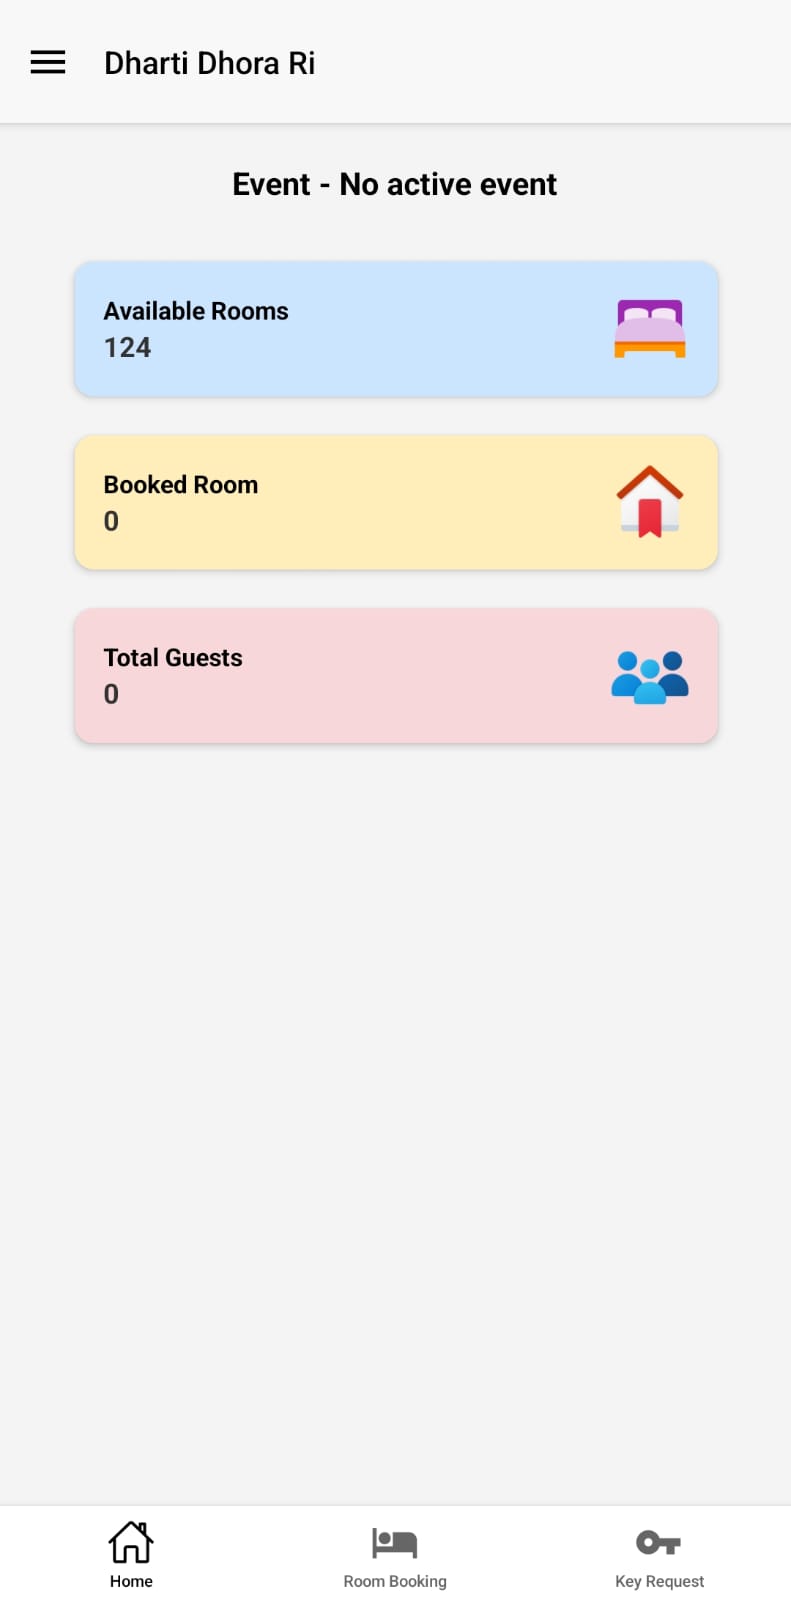 Dharti Dhora Ri
Event - No active event
Available Rooms
124
Booked Room
0
Total Guests
0
Home
Room Booking
Key Request